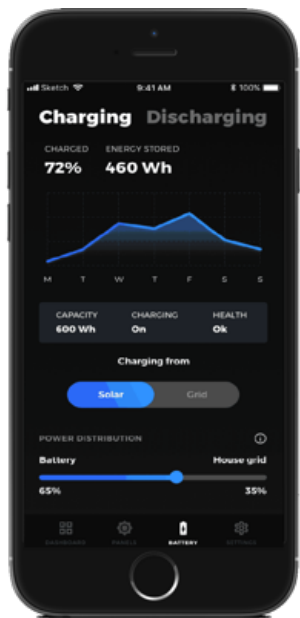 Sketch 9:41 AM 100%
Charging Discharging
CHARGED ENERGY STORED
72% 460 Wh
M T W T F S S
CAPACITY CHARGING HEALTH
600 Wh On Ok
Charging from
Solar Grid
POWER DISTRIBUTION
Battery House grid
65% 35%
DASHBOARD PANELS BATTERY SETTINGS